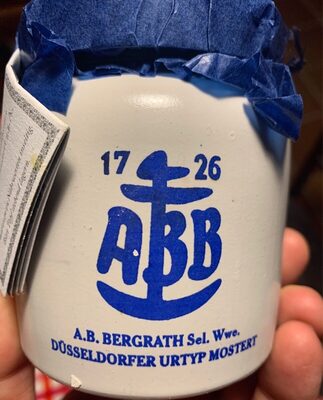 17 26
ABB
A.B. BERGRATH Sel. Wwe.
DÜSSELDORFER URTYP MOSTERT